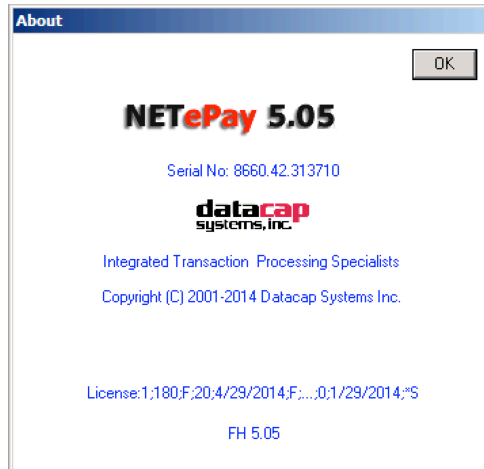 About
OK
NETePay 5.05
Serial No: 8660.42.313710
datacap
systems, inc.
Integrated Transaction Processing Specialists
Copyright (C) 2001-2014 Datacap Systems Inc.
License:1;180;F;20;4/29/2014;F;...;0;1/29/2014;*S
FH 5.05